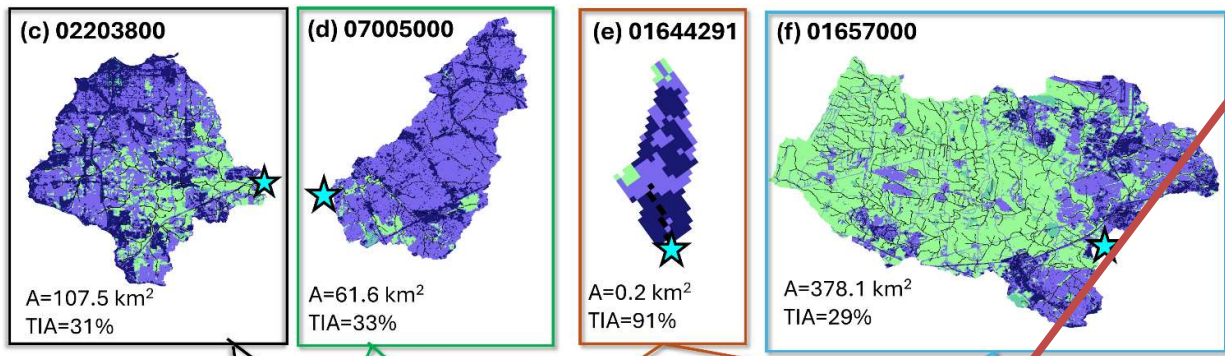 (c) 02203800
A=107.5 km²
TIA=31%
(d) 07005000
A=61.6 km²
TIA=33%
(e) 01644291
A=0.2 km²
TIA=91%
(f) 01657000
A=378.1 km²
TIA=29%